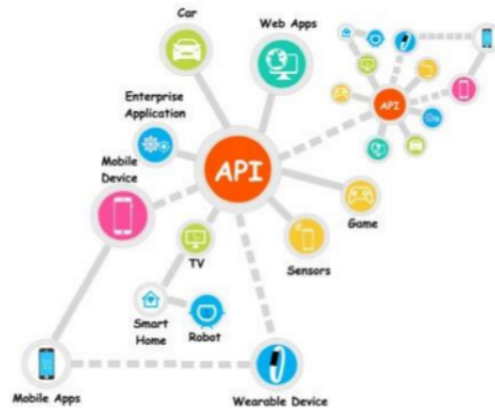 Car
Web Apps
Enterprise
Application
API
Mobile
Device
API
Game
TV
Sensors
Smart
Home
Robot
Mobile Apps
Wearable Device